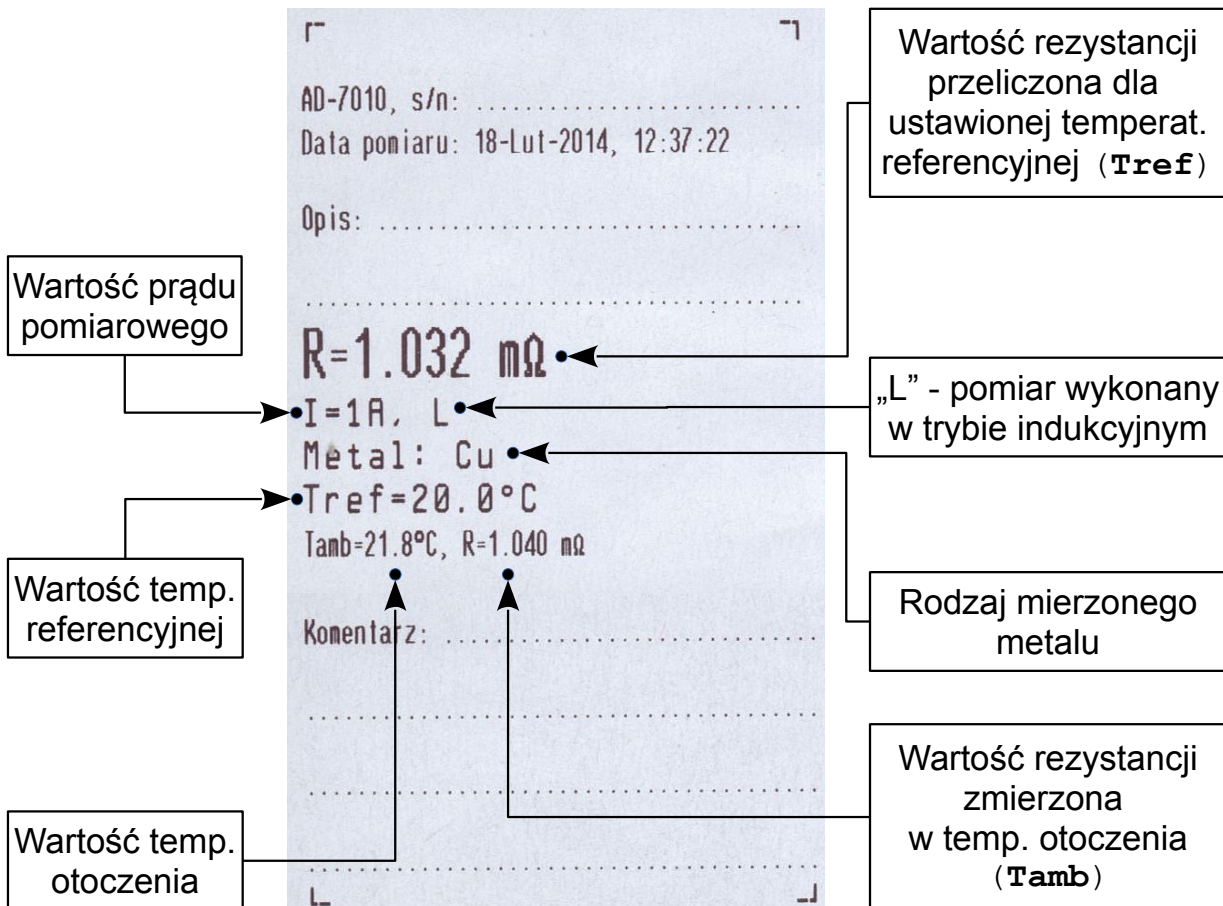 AD-7010, s/n: ................................
Data pomiaru: 18-Lut-2014, 12:37:22
Opis: ..........................................
..................................................
R=1.032 mΩ
I=1A, L
Metal: Cu
Tref=20.0°C
Tamb=21.8°C, R=1.040 mΩ
Komentarz: .....................................
..................................................
..................................................
..................................................
Wartość prądu
pomiarowego
Wartość temp.
referencyjnej
Wartość temp.
otoczenia
Wartość rezystancji
przeliczona dla
ustawionej temperat.
referencyjnej (Tref)
„L” - pomiar wykonany
w trybie indukcyjnym
Rodzaj mierzonego
metalu
Wartość rezystancji
zmierzona
w temp. otoczenia
(Tamb)